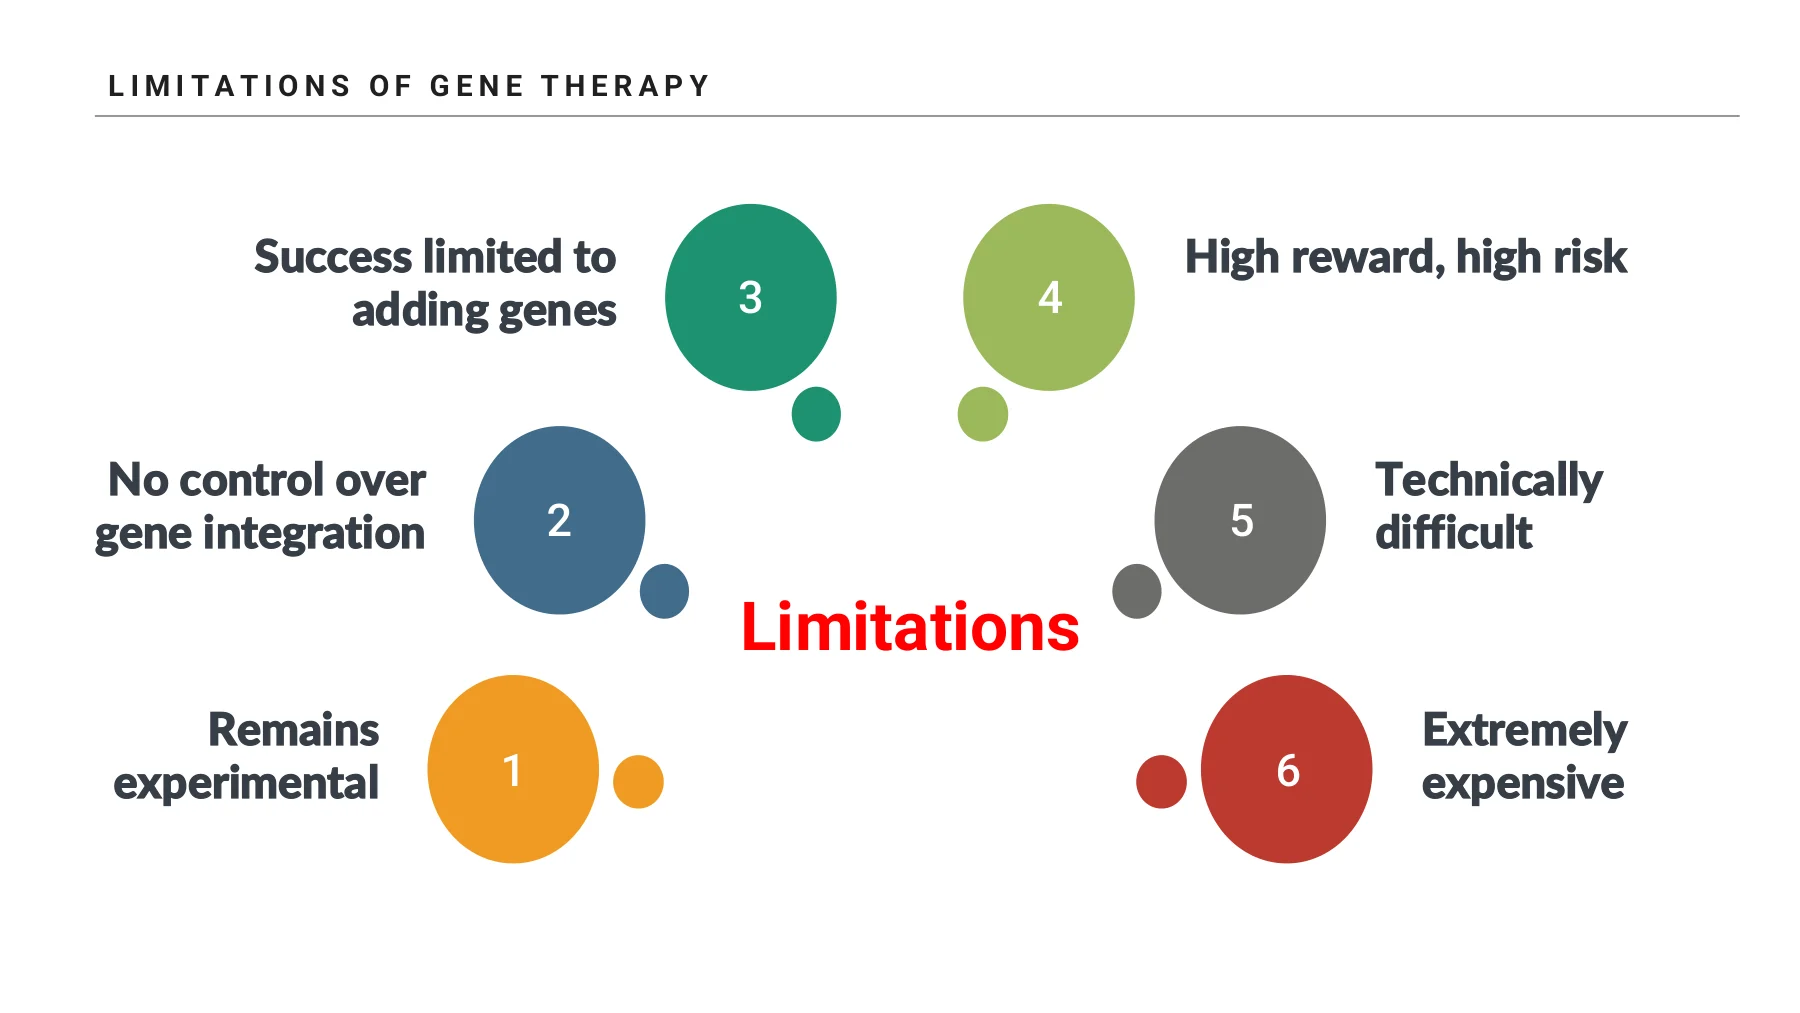 LIMITATIONS OF GENE THERAPY
Success limited to
adding genes
3
4
High reward, high risk
No control over
gene integration
2
5
Technically
difficult
Limitations
Remains
experimental
1
6
Extremely
expensive